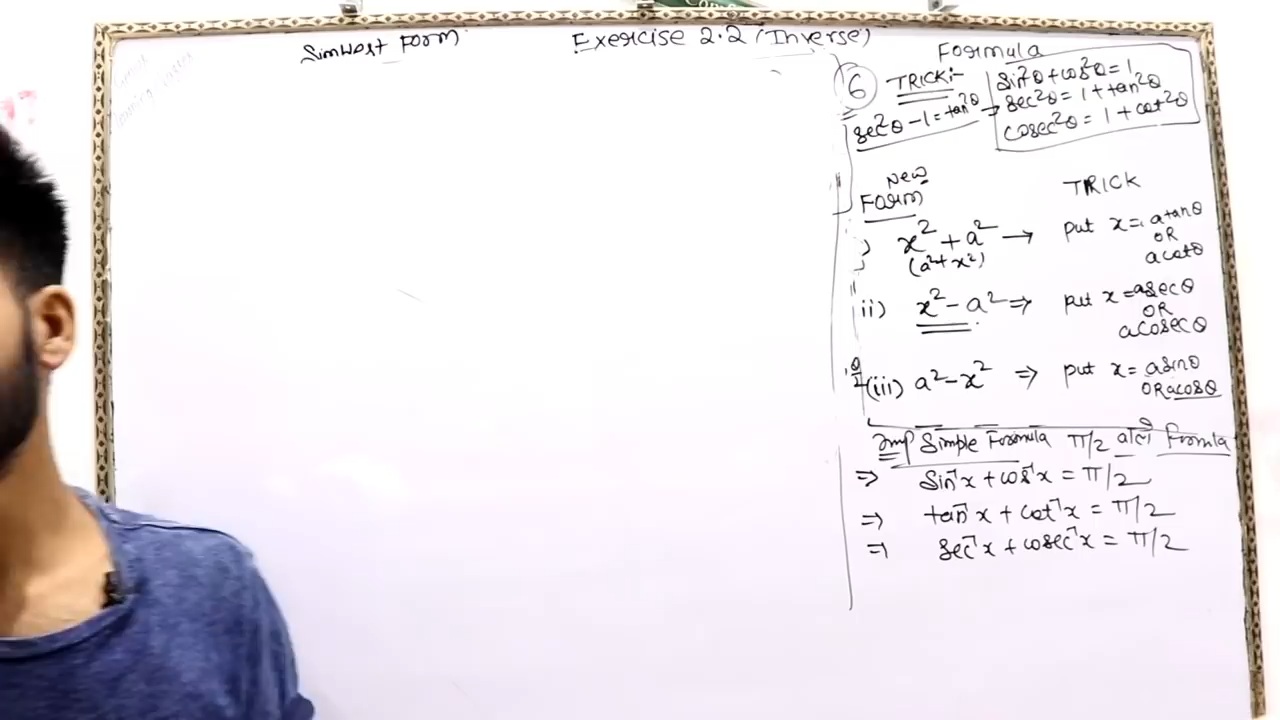 Simplest Form
Exercise 2.2 (Inverse)
Formula
6
TRICK:-
sin²θ + cos²θ = 1
sec²θ = 1 + tan²θ
cosec²θ = 1 + cot²θ
sec²θ - 1 = tan²θ
New
Form
TRICK
x² + a² → put x = a tanθ
OR
a cotθ
(a² + x²)
ii) x² - a² ⇒ put x = a secθ
OR
a cosecθ
(iii) a² - x² ⇒ put x = a sinθ
OR a cosθ
Imp Simple Formula π/2 वाले Formula
⇒ sin⁻¹x + cos⁻¹x = π/2
⇒ tan⁻¹x + cot⁻¹x = π/2
⇒ sec⁻¹x + cosec⁻¹x = π/2